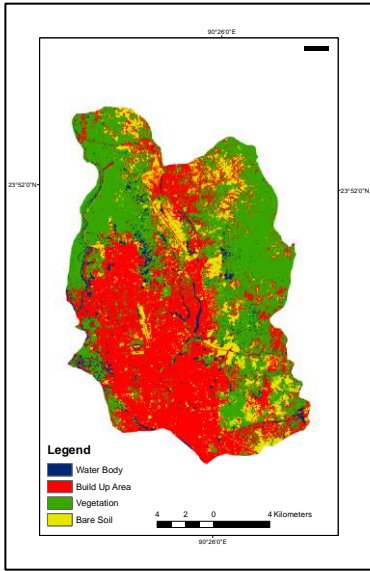 90°26'0"E
23°52'0"N 23°52'0"N
Legend
Water Body
Build Up Area
Vegetation
Bare Soil
4 2 0 4 Kilometers
90°26'0"E